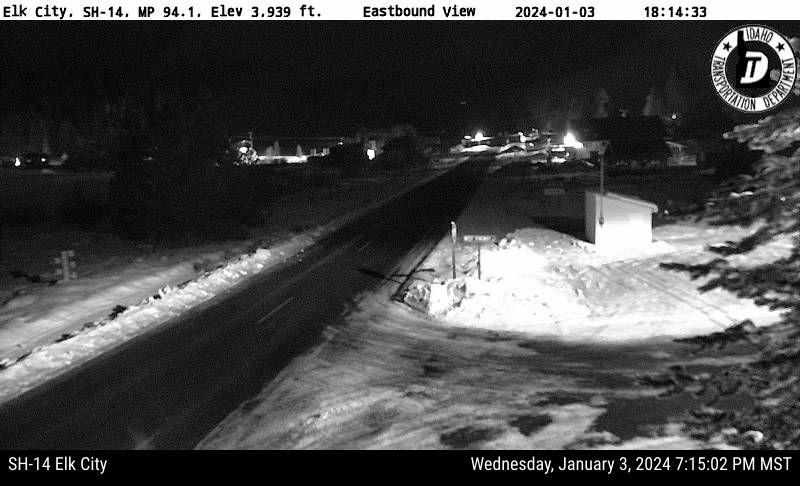 Elk City, SH-14, MP 94.1, Elev 3,939 ft. Eastbound View 2024-01-03 18:14:33
IDAHO
TRANSPORTATION DEPARTMENT
SH-14 Elk City Wednesday, January 3, 2024 7:15:02 PM MST